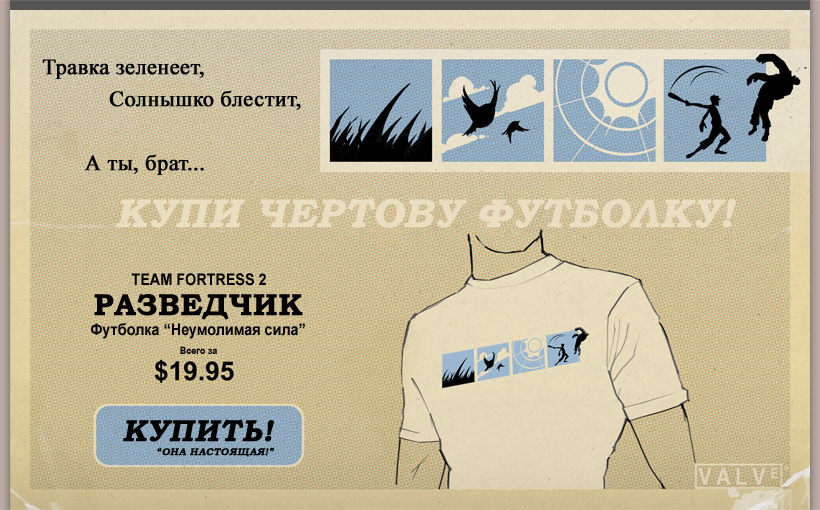 Травка зеленеет,
Солнышко блестит,
А ты, брат...
КУПИ ЧЕРТОВУ ФУТБОЛКУ!
TEAM FORTRESS 2
РАЗВЕДЧИК
Футболка “Неумолимая сила”
Всего за
$19.95
КУПИТЬ!
“ОНА НАСТОЯЩАЯ!”
VALVE